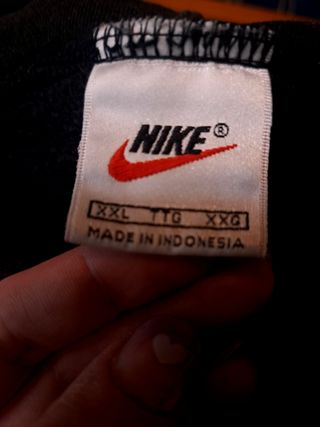 NIKE®
XXL TTG XXG
MADE IN INDONESIA